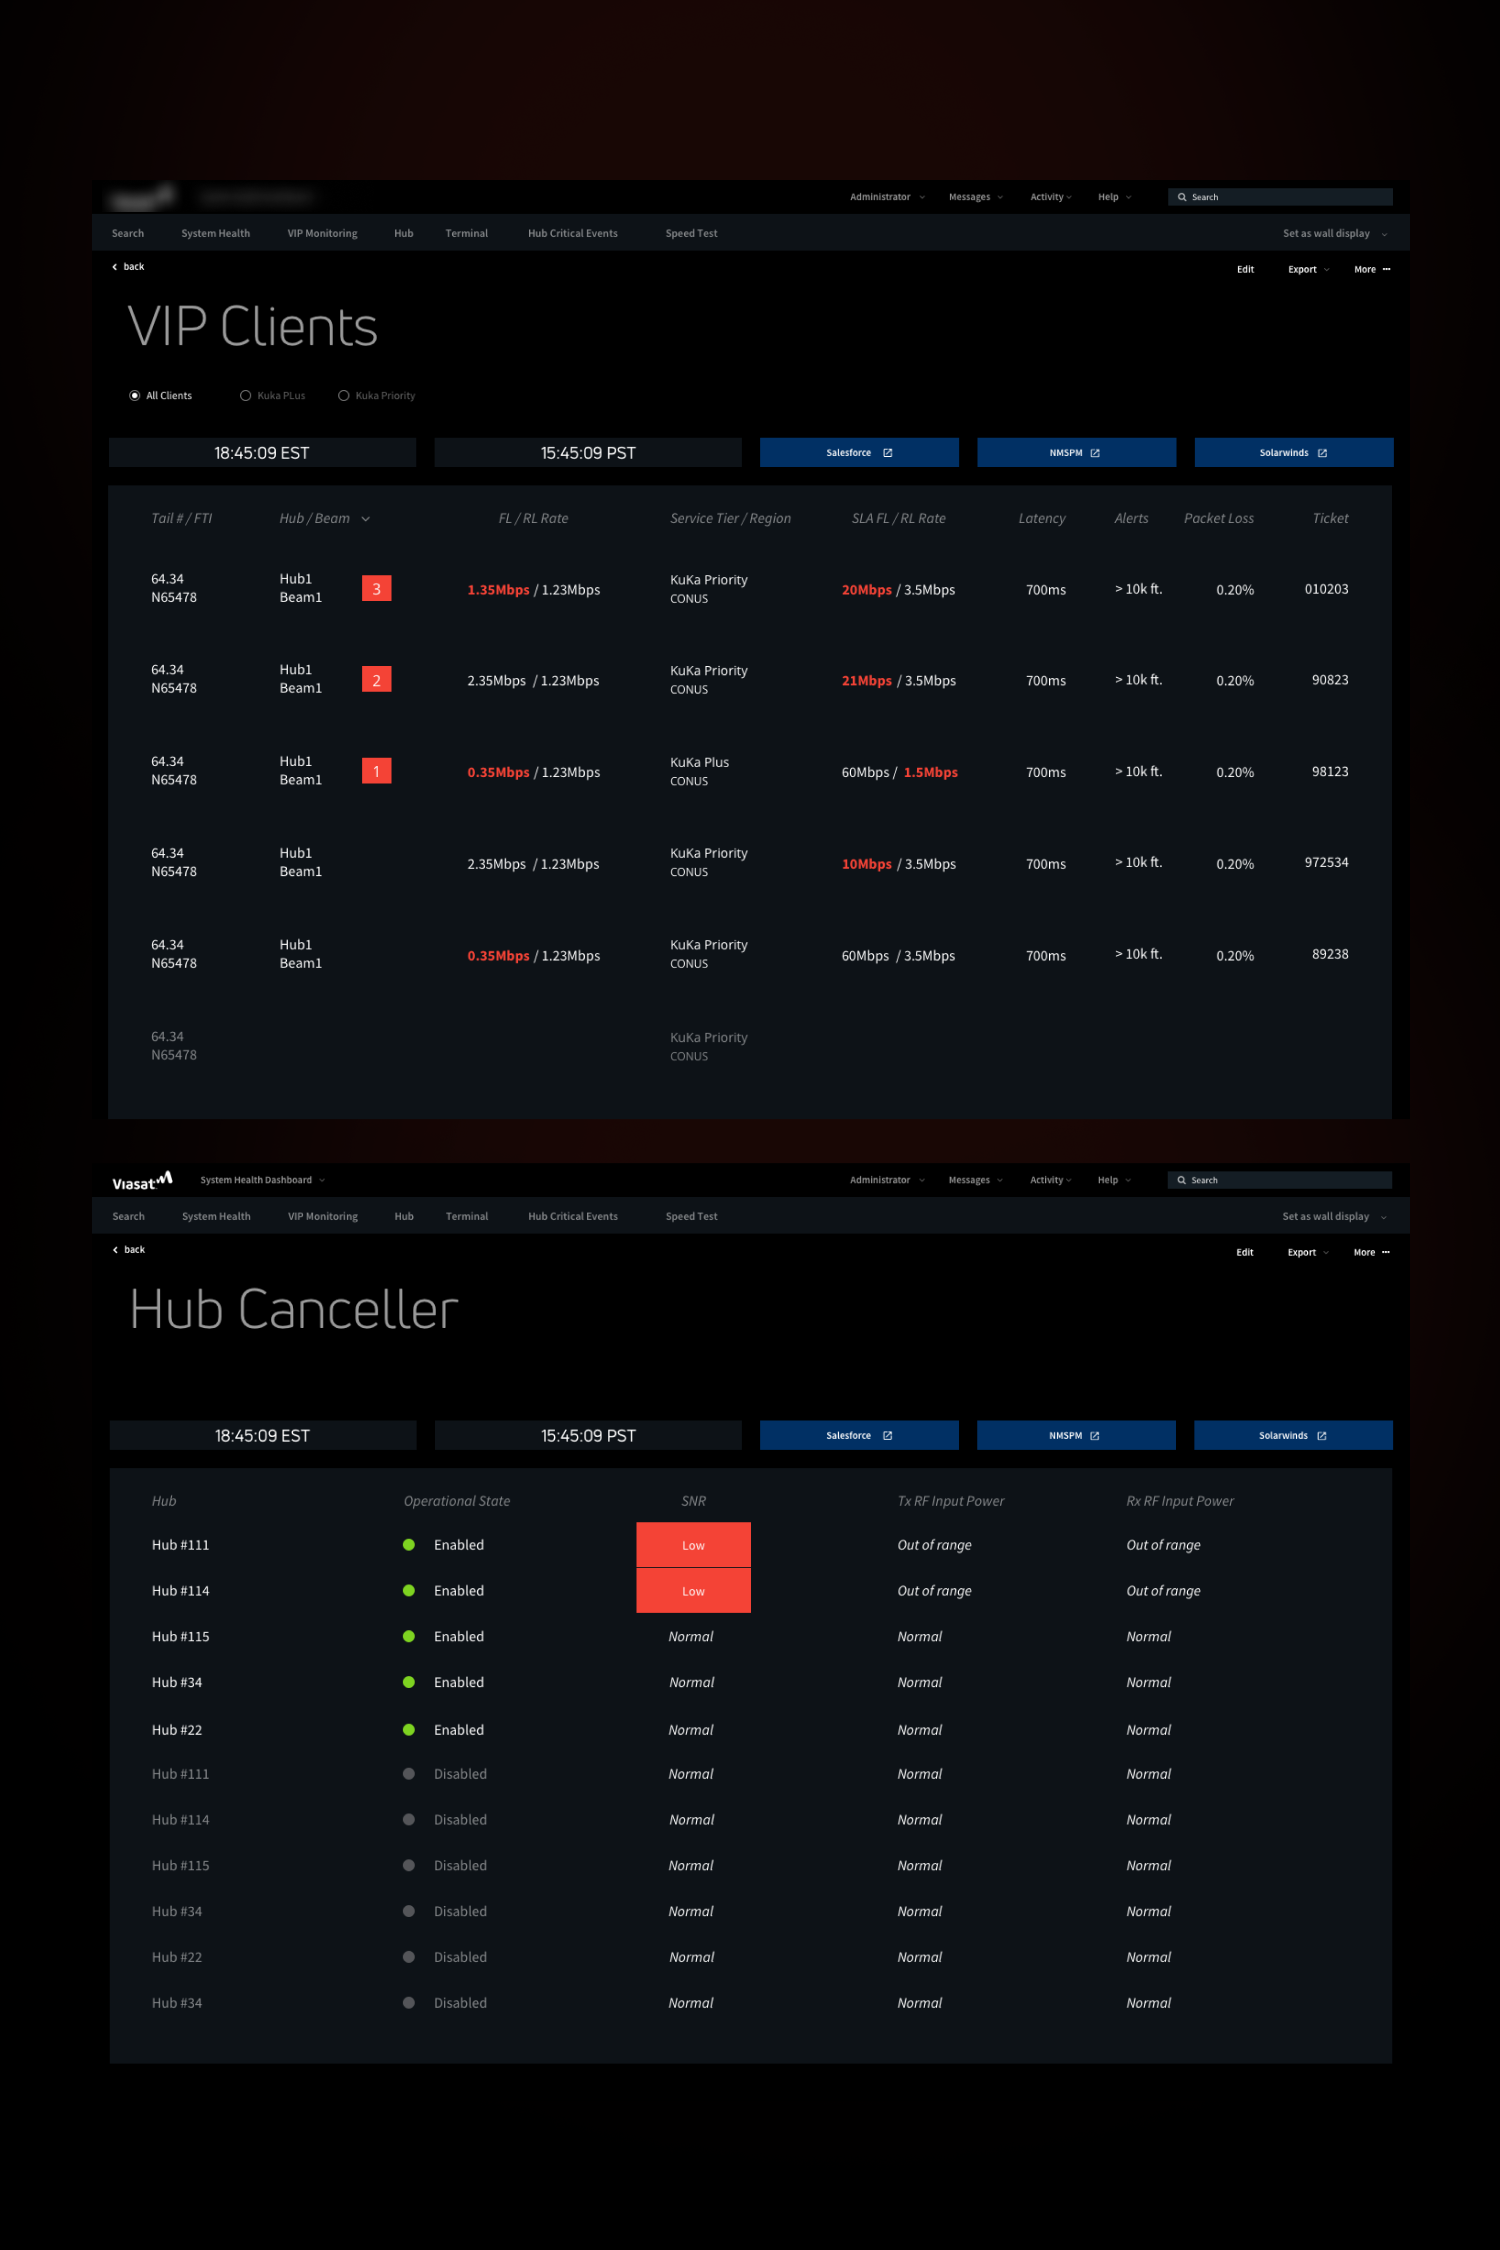 Administrator Messages Activity Help Search
Search System Health VIP Monitoring Hub Terminal Hub Critical Events Speed Test Set as wall display
back Edit Export More
VIP Clients
All Clients Kuka PLus Kuka Priority
18:45:09 EST 15:45:09 PST Salesforce NMSPM Solarwinds
Tail # / FTI Hub / Beam FL / RL Rate Service Tier / Region SLA FL / RL Rate Latency Alerts Packet Loss Ticket
64.34 Hub1 3 1.35Mbps / 1.23Mbps KuKa Priority 20Mbps / 3.5Mbps 700ms > 10k ft. 0.20% 010203
N65478 Beam1 CONUS
64.34 Hub1 2 2.35Mbps / 1.23Mbps KuKa Priority 21Mbps / 3.5Mbps 700ms > 10k ft. 0.20% 90823
N65478 Beam1 CONUS
64.34 Hub1 1 0.35Mbps / 1.23Mbps KuKa Plus 60Mbps / 1.5Mbps 700ms > 10k ft. 0.20% 98123
N65478 Beam1 CONUS
64.34 Hub1 2.35Mbps / 1.23Mbps KuKa Priority 10Mbps / 3.5Mbps 700ms > 10k ft. 0.20% 972534
N65478 Beam1 CONUS
64.34 Hub1 0.35Mbps / 1.23Mbps KuKa Priority 60Mbps / 3.5Mbps 700ms > 10k ft. 0.20% 89238
N65478 Beam1 CONUS
64.34 KuKa Priority
N65478 CONUS
Viasat System Health Dashboard Administrator Messages Activity Help Search
Search System Health VIP Monitoring Hub Terminal Hub Critical Events Speed Test Set as wall display
back Edit Export More
Hub Canceller
18:45:09 EST 15:45:09 PST Salesforce NMSPM Solarwinds
Hub Operational State SNR Tx RF Input Power Rx RF Input Power
Hub #111 Enabled Low Out of range Out of range
Hub #114 Enabled Low Out of range Out of range
Hub #115 Enabled Normal Normal Normal
Hub #34 Enabled Normal Normal Normal
Hub #22 Enabled Normal Normal Normal
Hub #111 Disabled Normal Normal Normal
Hub #114 Disabled Normal Normal Normal
Hub #115 Disabled Normal Normal Normal
Hub #34 Disabled Normal Normal Normal
Hub #22 Disabled Normal Normal Normal
Hub #34 Disabled Normal Normal Normal